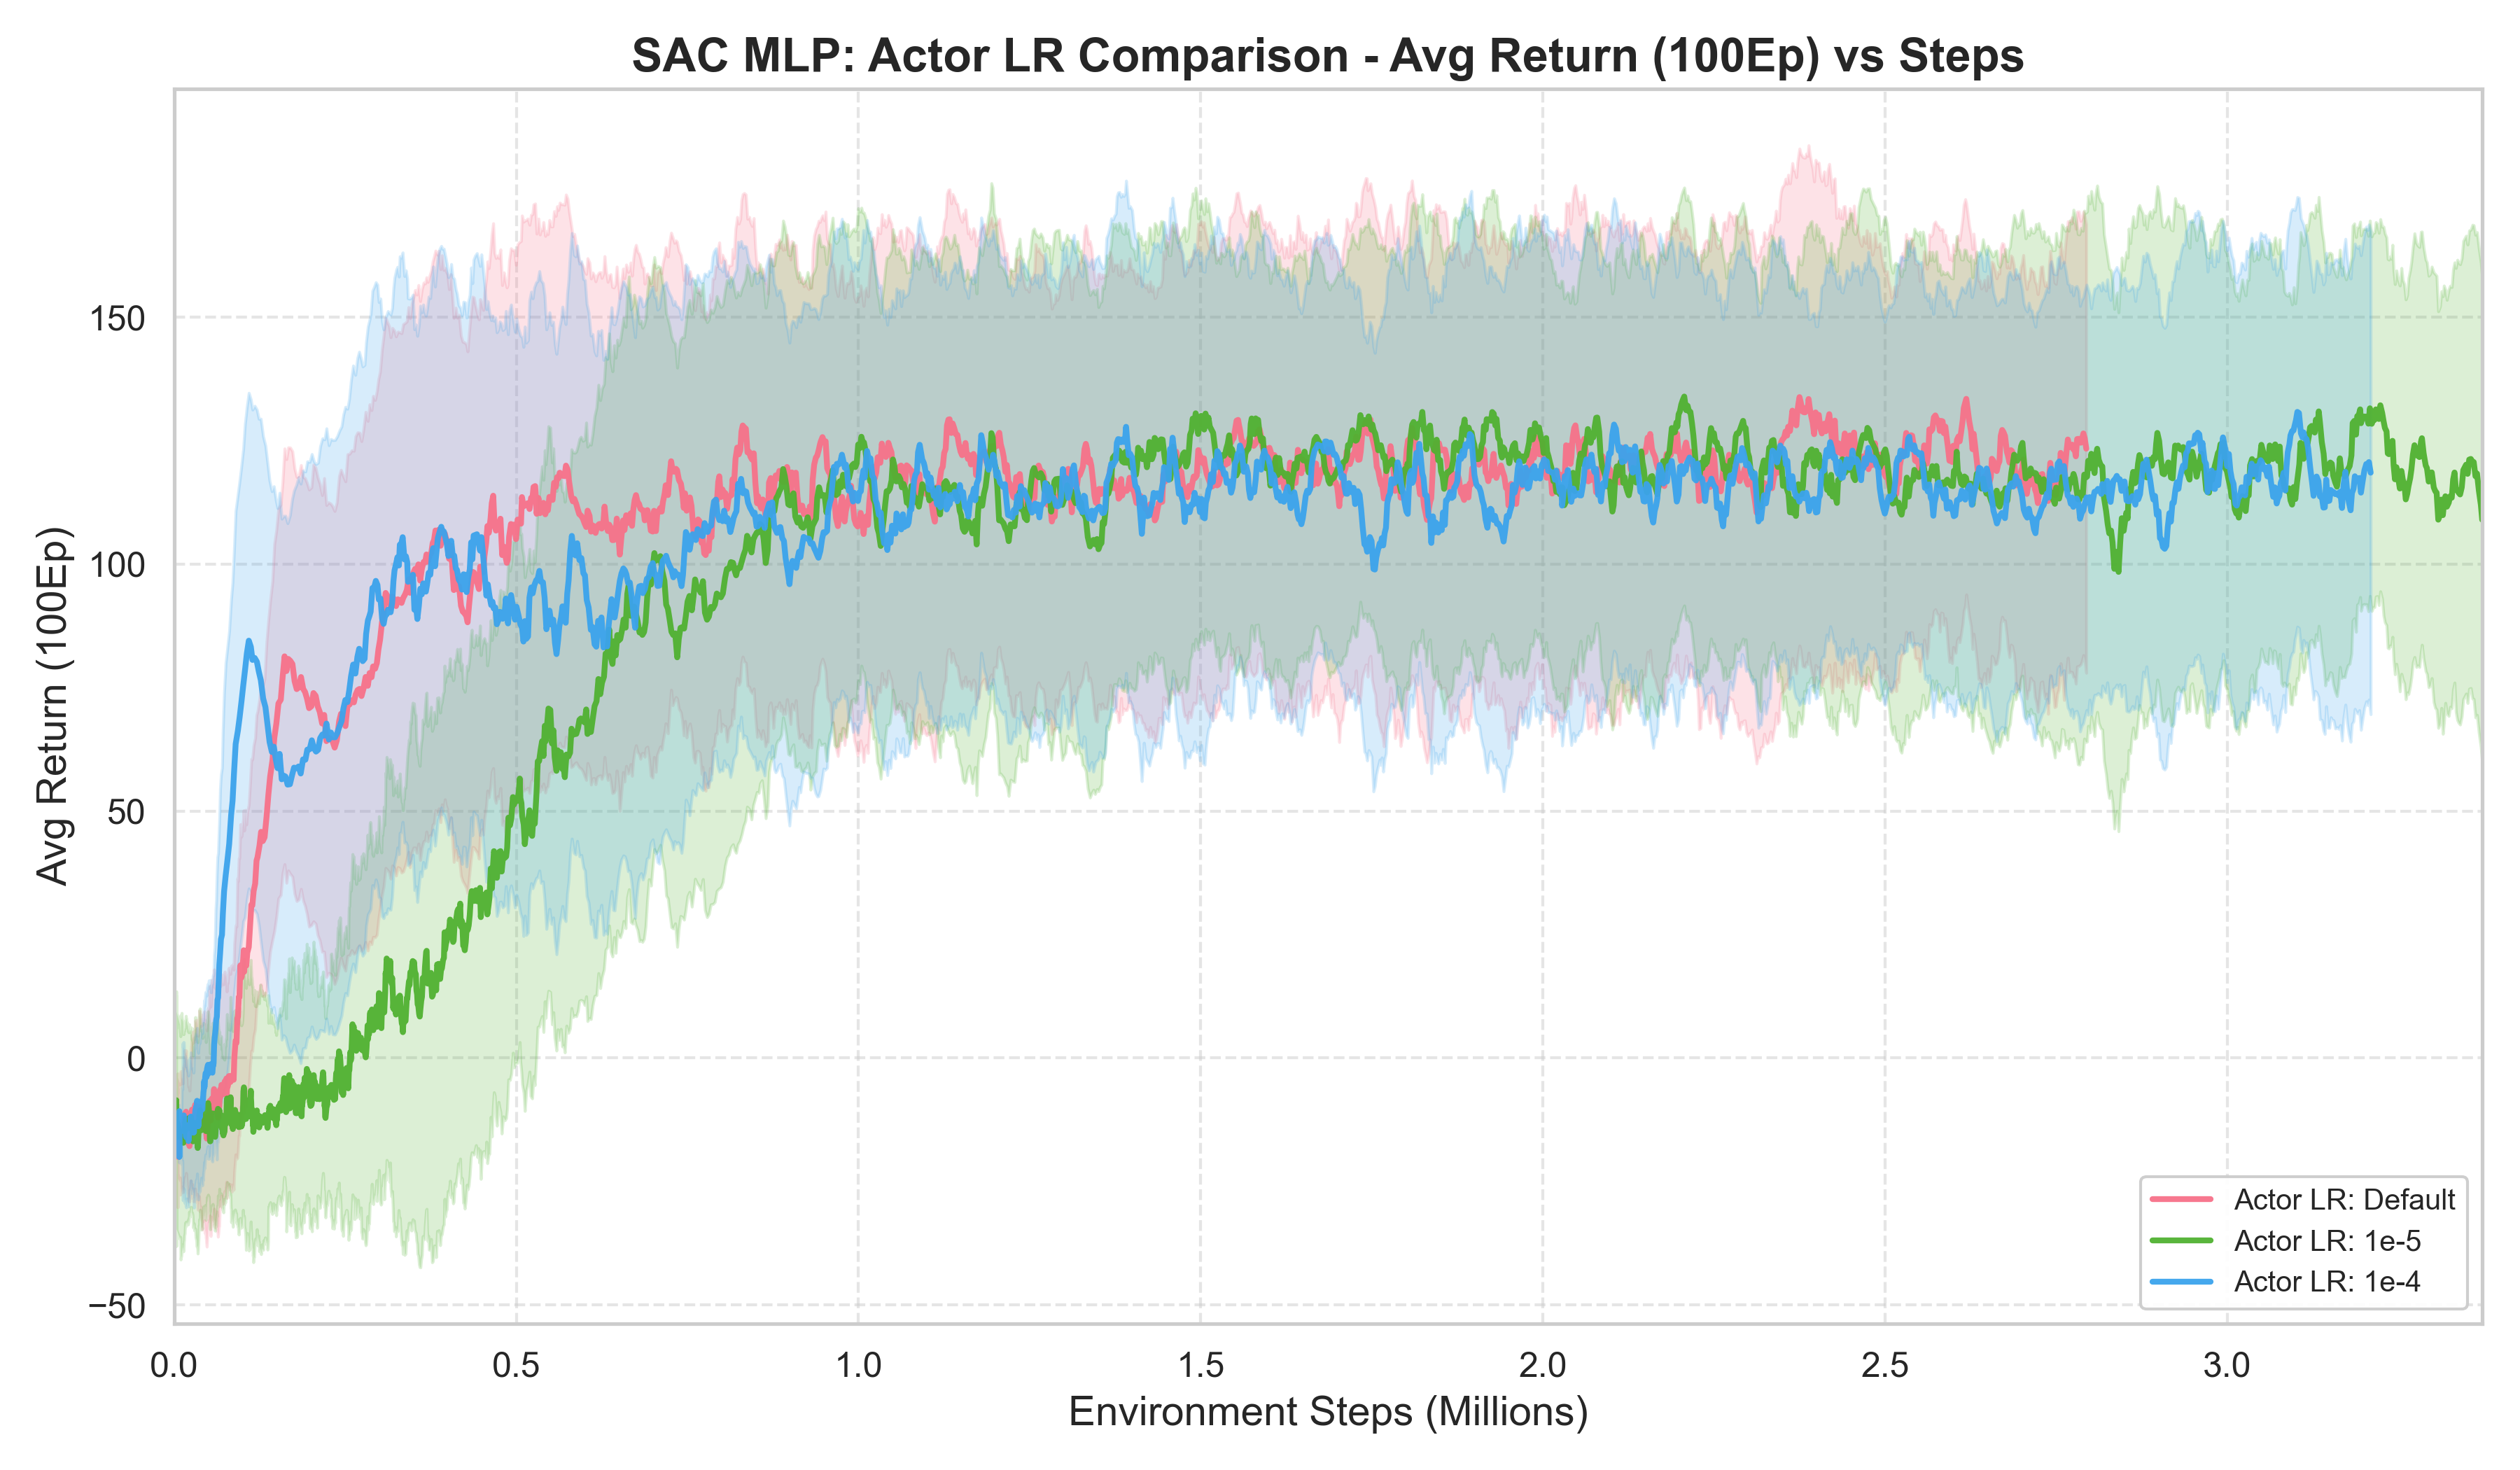 SAC MLP: Actor LR Comparison - Avg Return (100Ep) vs Steps
Avg Return (100Ep)
150
100
50
0
−50
0.0
0.5
1.0
1.5
2.0
2.5
3.0
Environment Steps (Millions)
Actor LR: Default
Actor LR: 1e-5
Actor LR: 1e-4